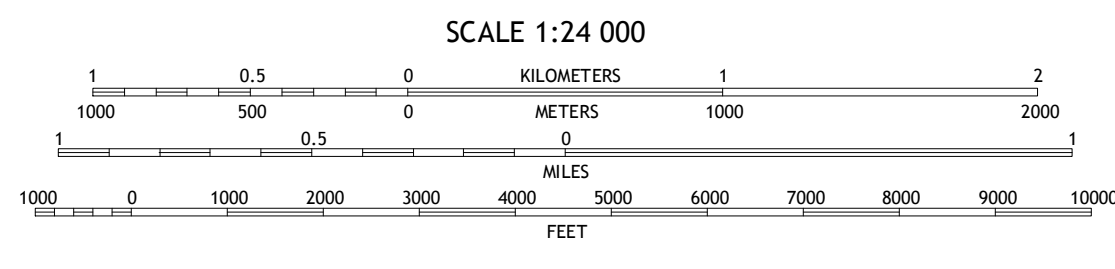 SCALE 1:24 000
1 0.5 0 KILOMETERS 1 2
1000 500 0 METERS 1000 2000
1 0.5 0 1
MILES
1000 0 1000 2000 3000 4000 5000 6000 7000 8000 9000 10000
FEET